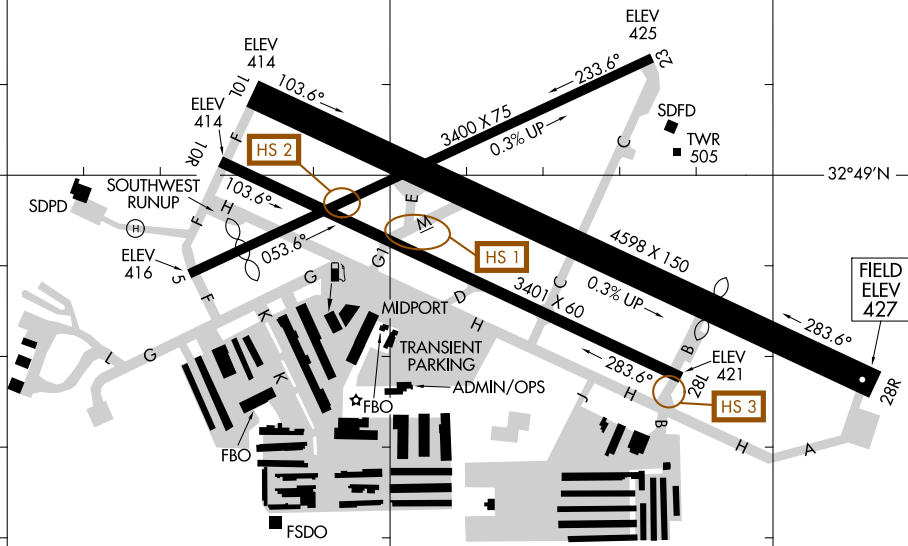 ELEV
425
23
233.6°
ELEV
414
10L
103.6°
3400 X 75
0.3% UP
C
SDFD
TWR
505
ELEV
414
10R
F
HS 2
32°49'N
SOUTHWEST
RUNUP
103.6°
SDPD
H
F
H
E
M
ELEV
416
5
053.6°
G1
HS 1
4598 X 150
0.3% UP
FIELD
ELEV
427
F
G
C
D
3401 X 60
K
MIDPORT
H
B
283.6°
L
G
TRANSIENT
PARKING
283.6°
ELEV
421
28L
28R
K
ADMIN/OPS
FBO
J
H
HS 3
FBO
B
H
A
FSDO